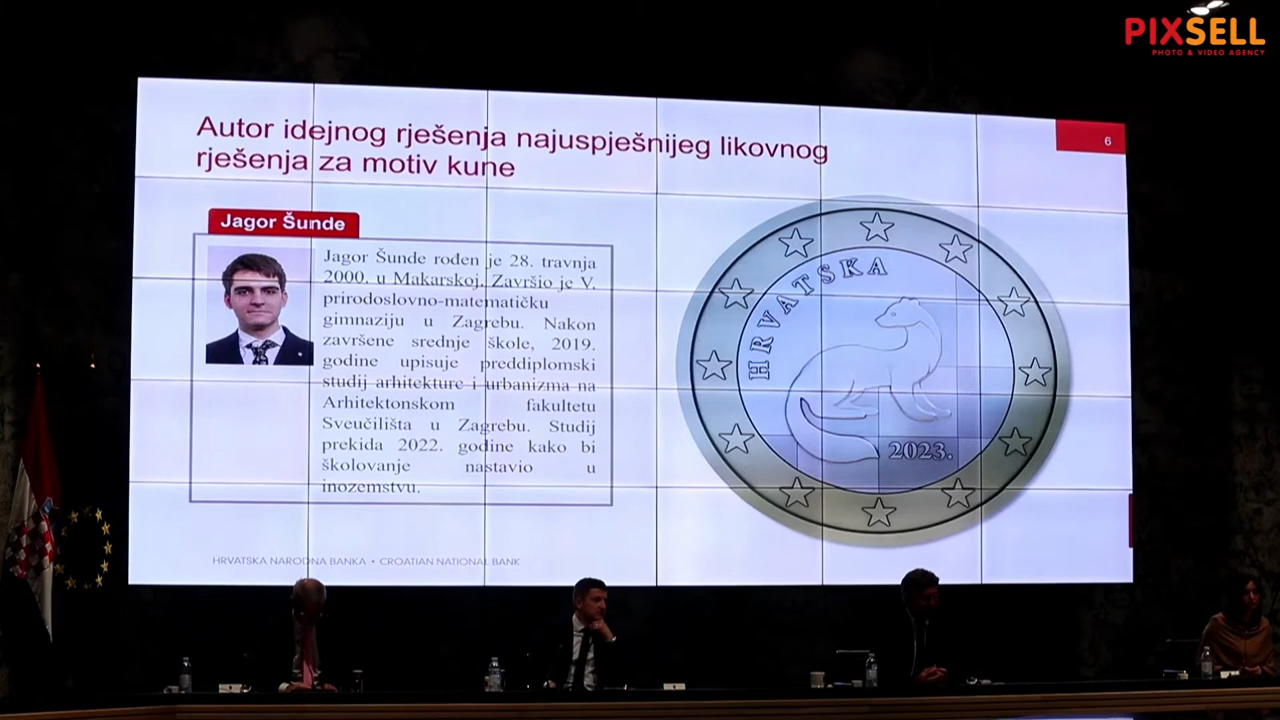 PIXSELL
PHOTO & VIDEO AGENCY
6
Autor idejnog rješenja najuspješnijeg likovnog
rješenja za motiv kune
Jagor Šunde
Jagor Šunde rođen je 28. travnja
2000. u Makarskoj. Završio je V.
prirodoslovno-matematičku
gimnaziju u Zagrebu. Nakon
završene srednje škole, 2019.
godine upisuje preddiplomski
studij arhitekture i urbanizma na
Arhitektonskom fakultetu
Sveučilišta u Zagrebu. Studij
prekida 2022. godine kako bi
školovanje nastavio u
inozemstvu.
HRVATSKA
2023.
HRVATSKA NARODNA BANKA • CROATIAN NATIONAL BANK